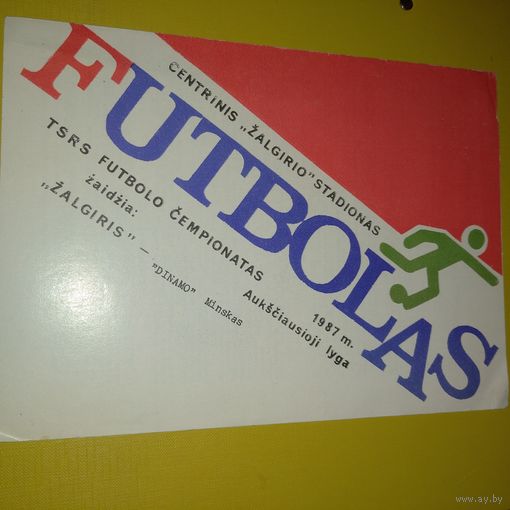 CENTRINIS „ŽALGIRIO" STADIONAS
FUTBOLAS
TSRS FUTBOLO ČEMPIONATAS 1987 m.
žaidžia: Aukščiausioji lyga
„ŽALGIRIS" — "DINAMO" Minskas
www.ay.by